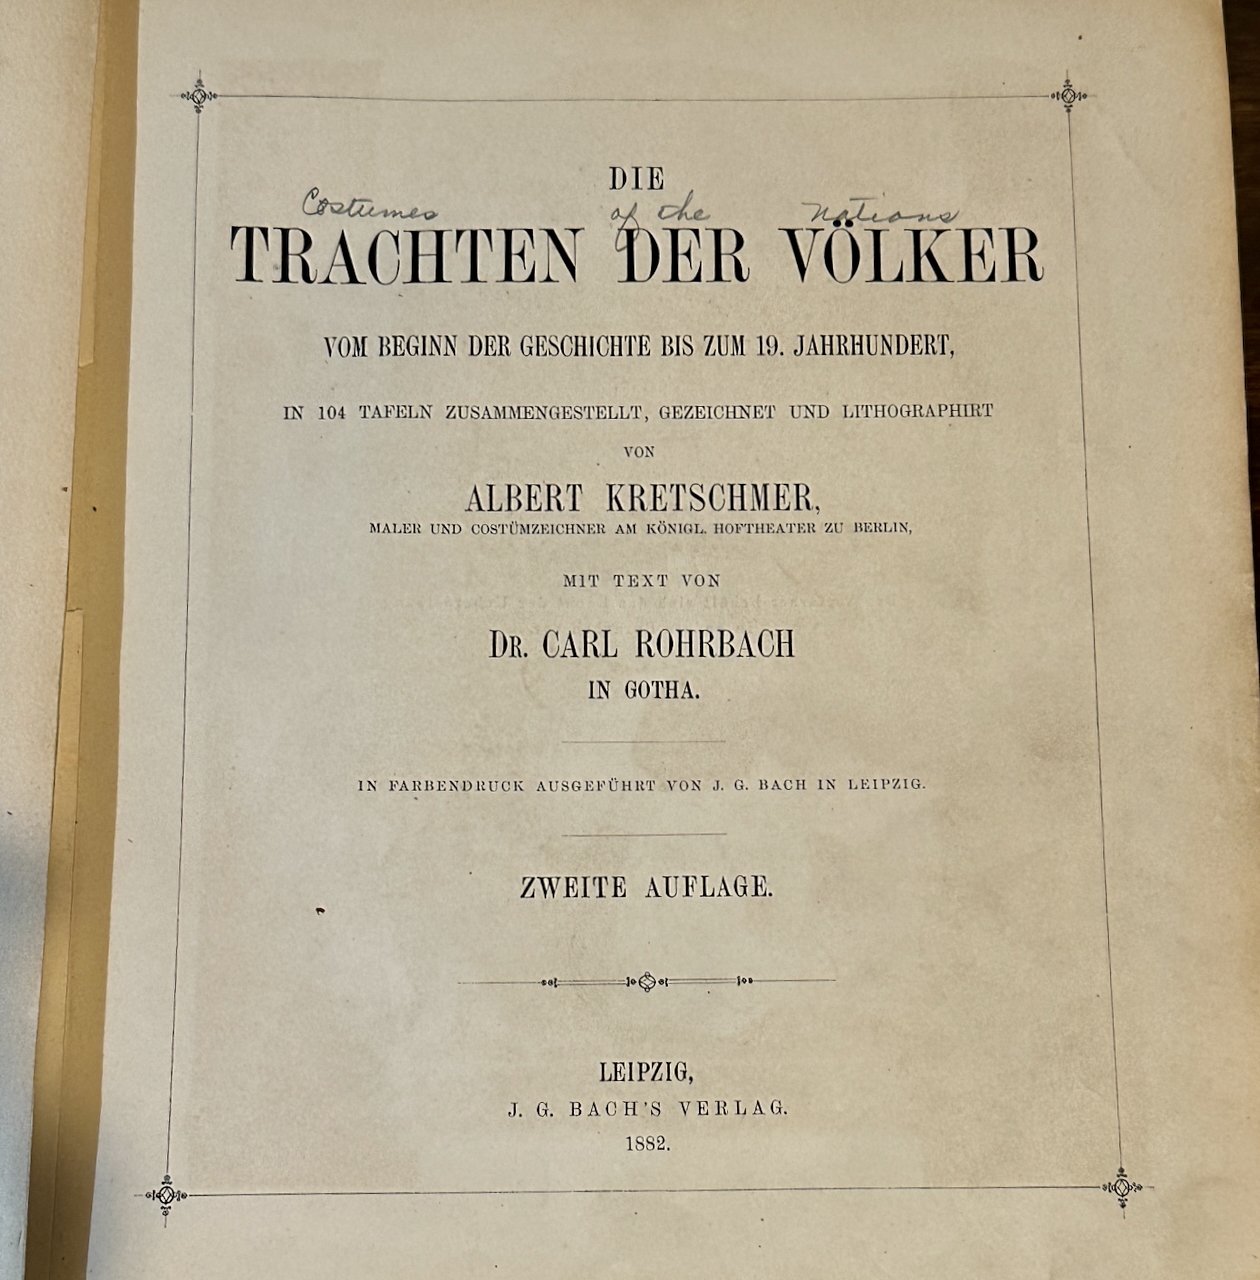 DIE
Costumes of the Nations
TRACHTEN DER VÖLKER
VOM BEGINN DER GESCHICHTE BIS ZUM 19. JAHRHUNDERT,
IN 104 TAFELN ZUSAMMENGESTELLT, GEZEICHNET UND LITHOGRAPHIRT
VON
ALBERT KRETSCHMER,
MALER UND COSTÜMZEICHNER AM KÖNIGL. HOFTHEATER ZU BERLIN,
MIT TEXT VON
DR. CARL ROHRBACH
IN GOTHA.
IN FARBENDRUCK AUSGEFÜHRT VON J. G. BACH IN LEIPZIG.
ZWEITE AUFLAGE.
LEIPZIG,
J. G. BACH'S VERLAG.
1882.